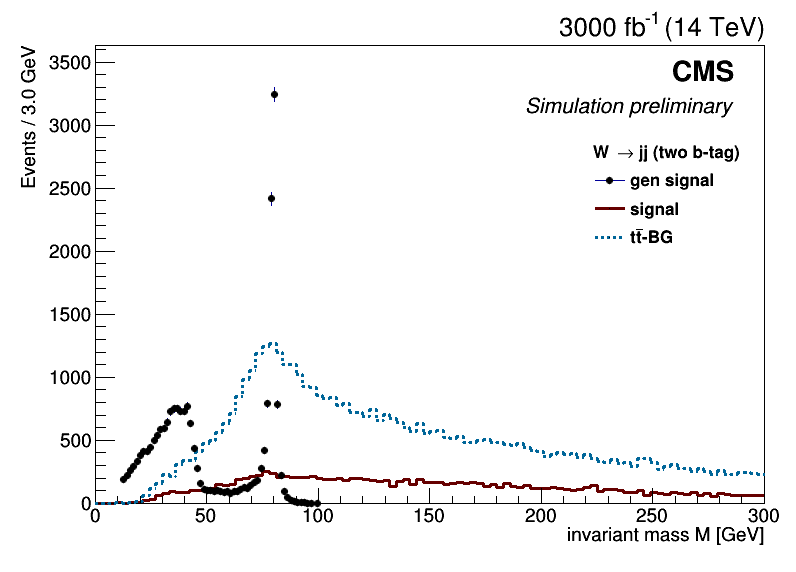 3000 fb⁻¹ (14 TeV)
CMS
Simulation preliminary
W → jj (two b-tag)
gen signal
signal
tt̄-BG
Events / 3.0 GeV
3500
3000
2500
2000
1500
1000
500
0
0 50 100 150 200 250 300
invariant mass M [GeV]